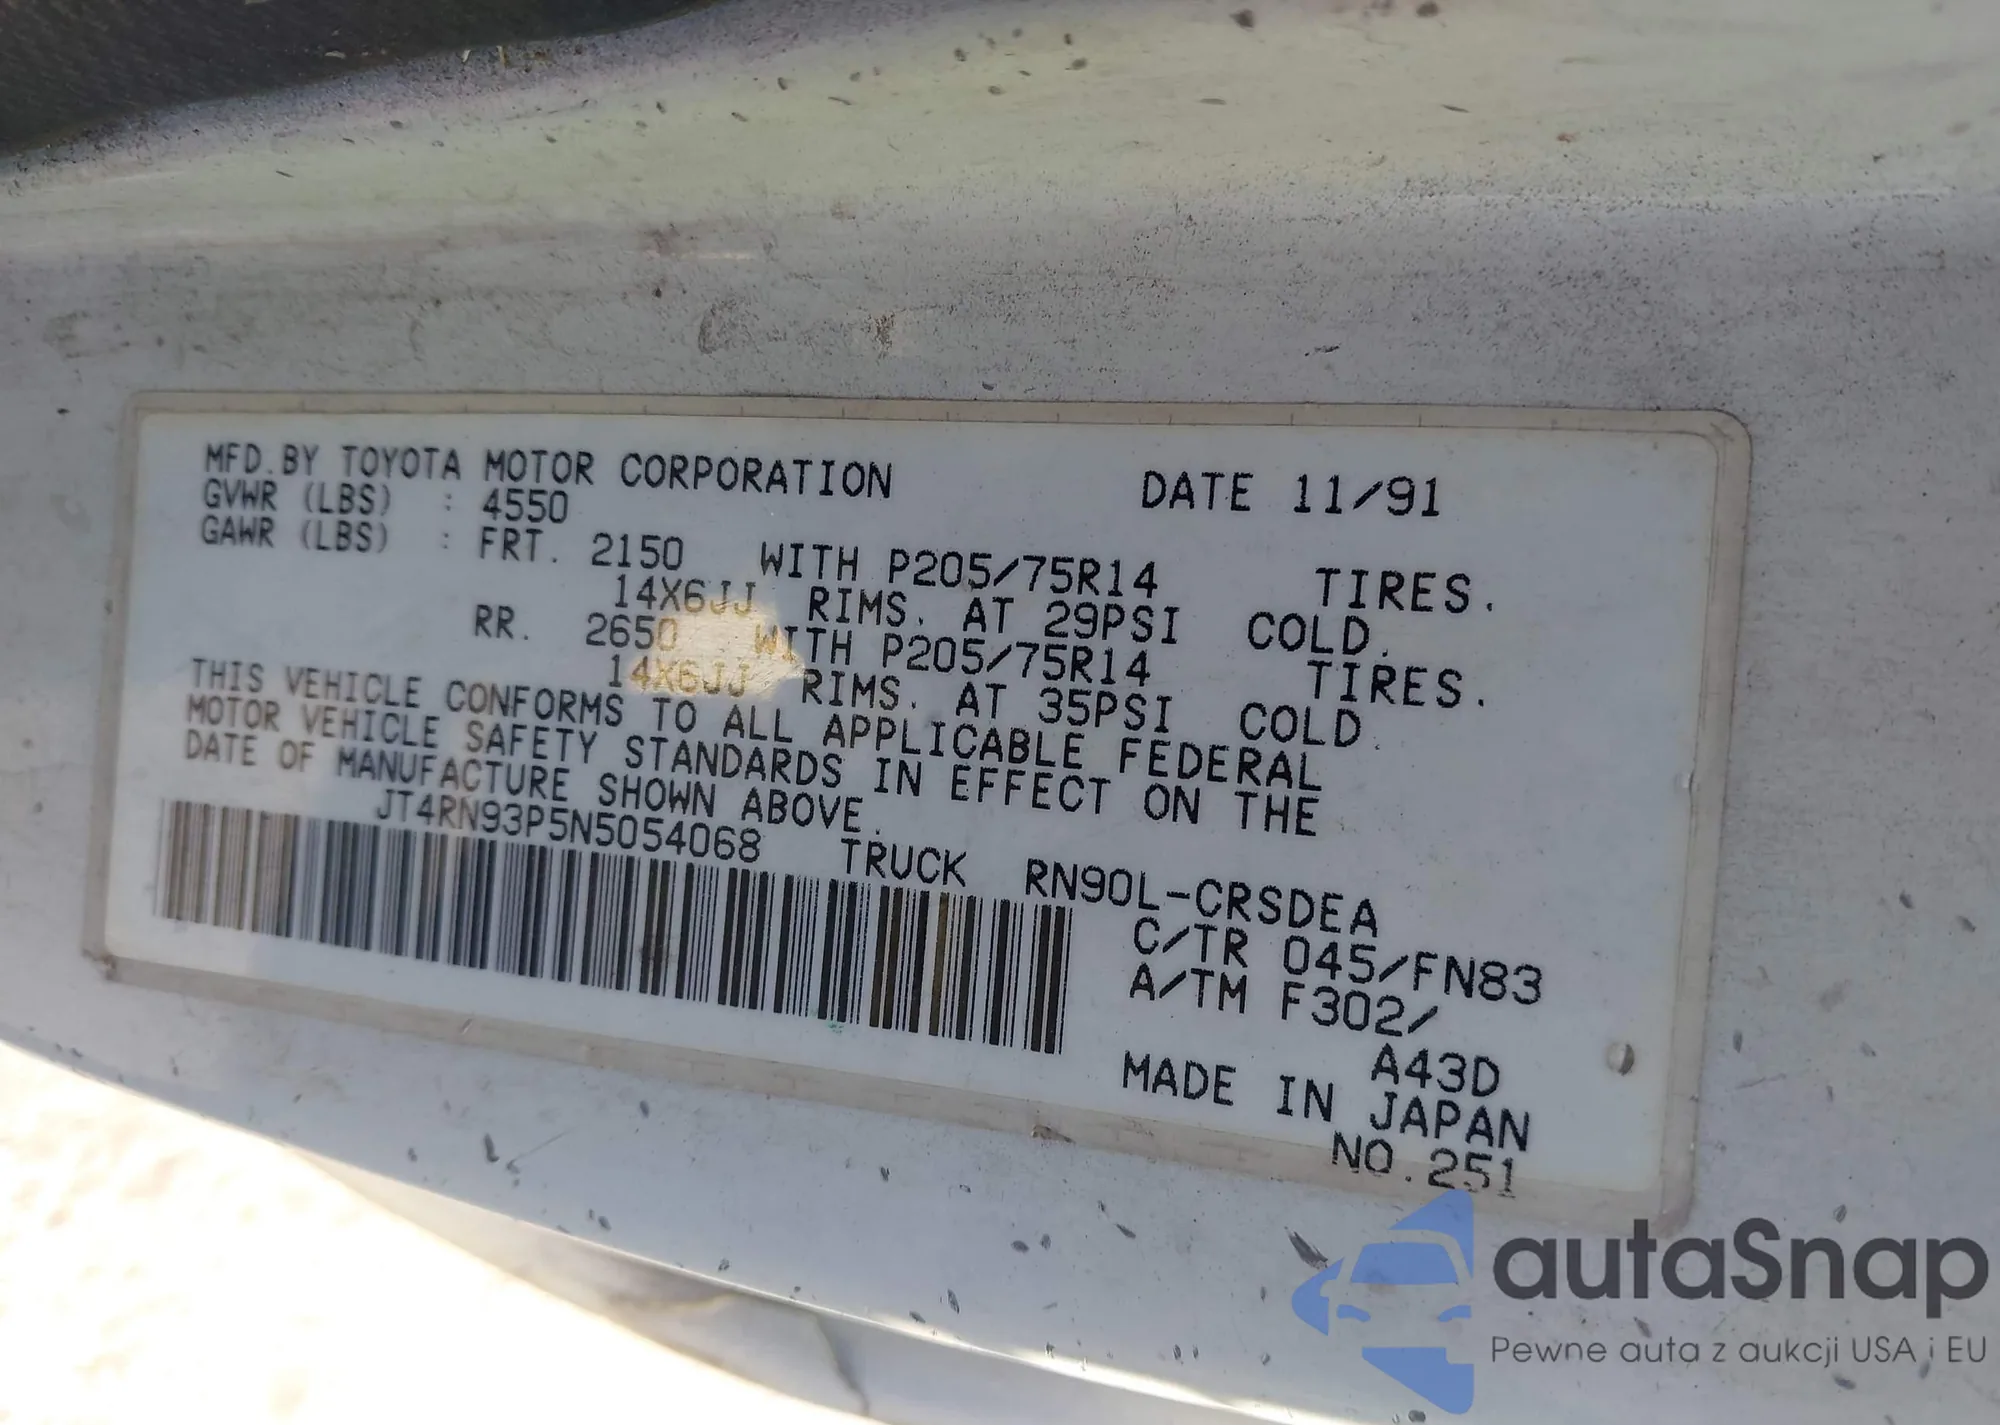 MFD.BY TOYOTA MOTOR CORPORATION DATE 11/91
GVWR (LBS) : 4550
GAWR (LBS) : FRT. 2150 WITH P205/75R14 TIRES.
14X6JJ RIMS. AT 29PSI COLD.
RR. 2650 WITH P205/75R14 TIRES.
14X6JJ RIMS. AT 35PSI COLD.
THIS VEHICLE CONFORMS TO ALL APPLICABLE FEDERAL
MOTOR VEHICLE SAFETY STANDARDS IN EFFECT ON THE
DATE OF MANUFACTURE SHOWN ABOVE.
JT4RN93P5N5054068 TRUCK RN90L-CRSDEA
C/TR 045/FN83
A/TM F302/
A43D
MADE IN JAPAN
NO.251
autaSnap
Pewne auta z aukcji USA i EU